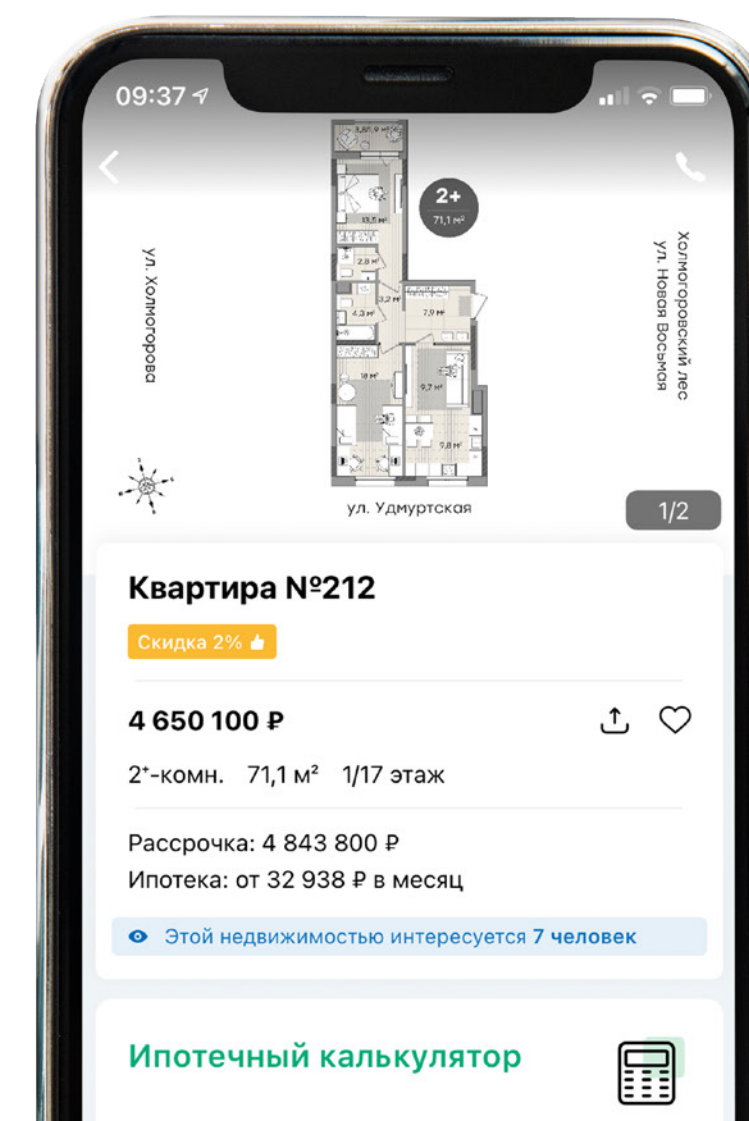 09:37
2+
71,1 м²
13,5 м²
2,8 м²
3,2 м²
4,3 м²
7,9 м²
18 м²
9,7 м²
9,8 м²
ул. Холмогорова
Холмогоровский лес
ул. Новая Восьмая
ул. Удмуртская
1/2
Квартира №212
Скидка 2%
4 650 100 ₽
2⁺-комн. 71,1 м² 1/17 этаж
Рассрочка: 4 843 800 ₽
Ипотека: от 32 938 ₽ в месяц
Этой недвижимостью интересуется 7 человек
Ипотечный калькулятор